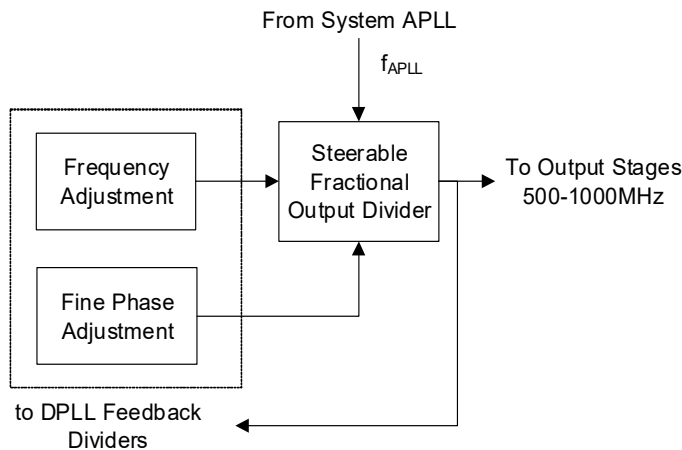 From System APLL
fAPLL
Frequency
Adjustment
Steerable
Fractional
Output Divider
To Output Stages
500-1000MHz
Fine Phase
Adjustment
to DPLL Feedback
Dividers